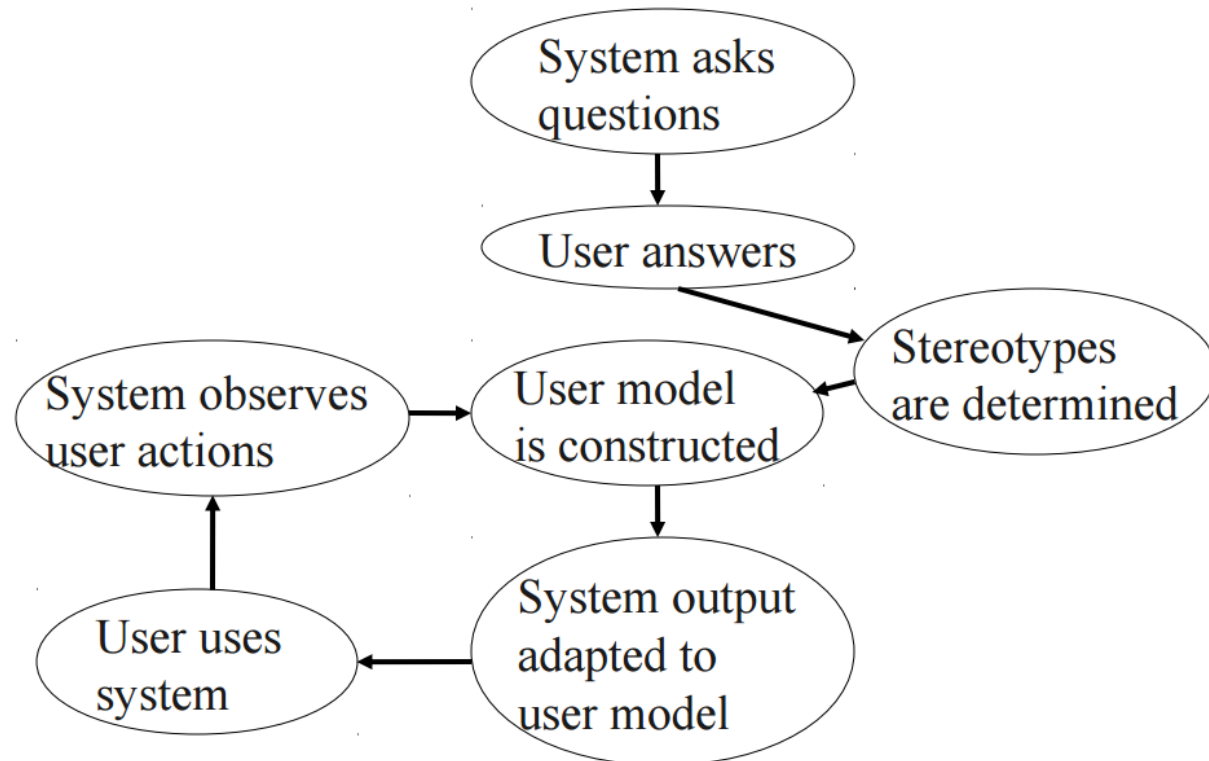 System asks
questions
User answers
Stereotypes
are determined
System observes
user actions
User model
is constructed
System output
adapted to
user model
User uses
system